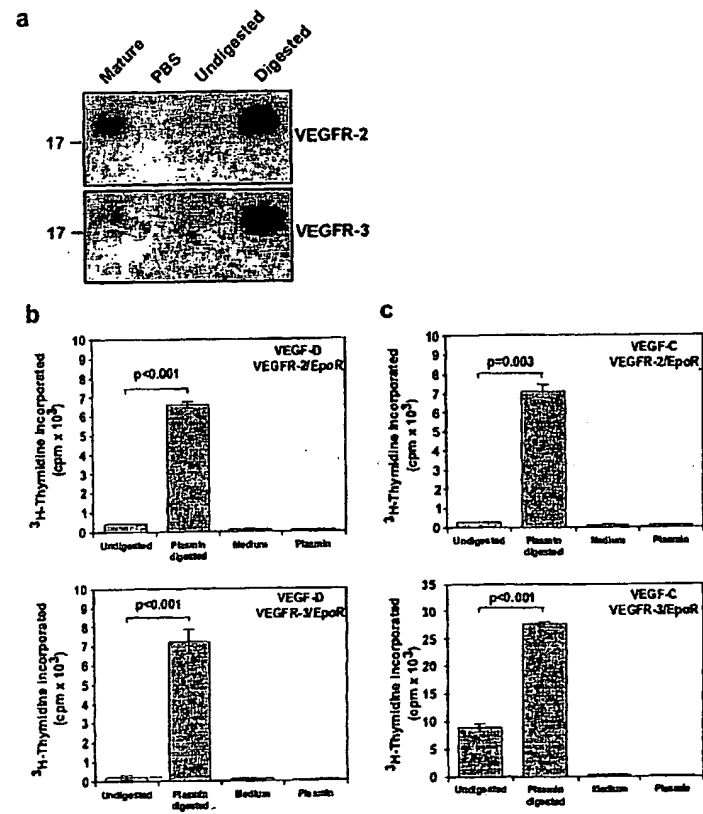 a
Mature PBS Undigested Digested
17 VEGFR-2
17 VEGFR-3
b
10
9
8
7
6
5
4
3
2
1
0
³H-Thymidine Incorporated
(cpm x 10³)
p<0.001
VEGF-D
VEGFR-2/EpoR
Undigested Plasmin digested Medium Plasmin
10
9
8
7
6
5
4
3
2
1
0
³H-Thymidine Incorporated
(cpm x 10³)
p<0.001
VEGF-D
VEGFR-3/EpoR
Undigested Plasmin digested Medium Plasmin
c
10
9
8
7
6
5
4
3
2
1
0
³H-Thymidine Incorporated
(cpm x 10³)
p=0.003
VEGF-C
VEGFR-2/EpoR
Undigested Plasmin digested Medium Plasmin
35
30
25
20
15
10
5
0
³H-Thymidine Incorporated
(cpm x 10³)
p<0.001
VEGF-C
VEGFR-3/EpoR
Undigested Plasmin digested Medium Plasmin